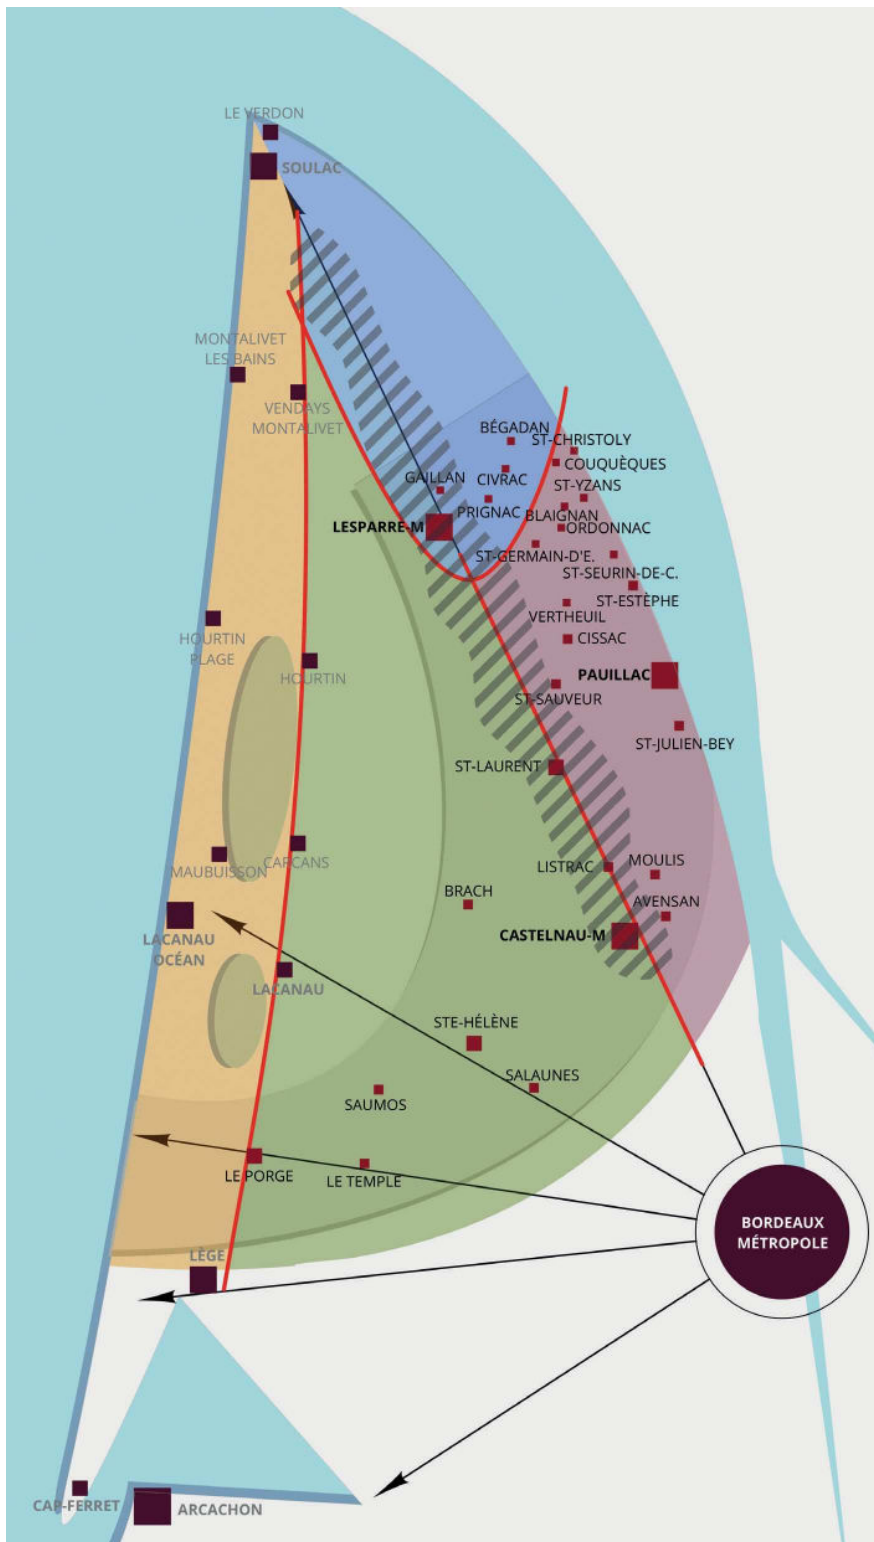 LE VERDON
SOULAC
MONTALIVET
LES BAINS
VENDAYS
MONTALIVET
BÉGADAN
ST-CHRISTOLY
COUQUÈQUES
GAILLAN
CIVRAC
ST-YZANS
PRIGNAC
BLAIGNAN
LESPARRE-M
ORDONNAC
ST-GERMAIN-D'E.
ST-SEURIN-DE-C.
ST-ESTÈPHE
VERTHEUIL
HOURTIN
PLAGE
CISSAC
HOURTIN
PAUILLAC
ST-SAUVEUR
ST-JULIEN-BEY
ST-LAURENT
MAUBUISSON
CARCANS
LISTRAC
MOULIS
BRACH
AVENSAN
LACANAU
OCÉAN
CASTELNAU-M
LACANAU
STE-HÉLÈNE
SALAUNES
SAUMOS
LE PORGE
LE TEMPLE
BORDEAUX
MÉTROPOLE
LÈGE
CAP-FERRET
ARCACHON